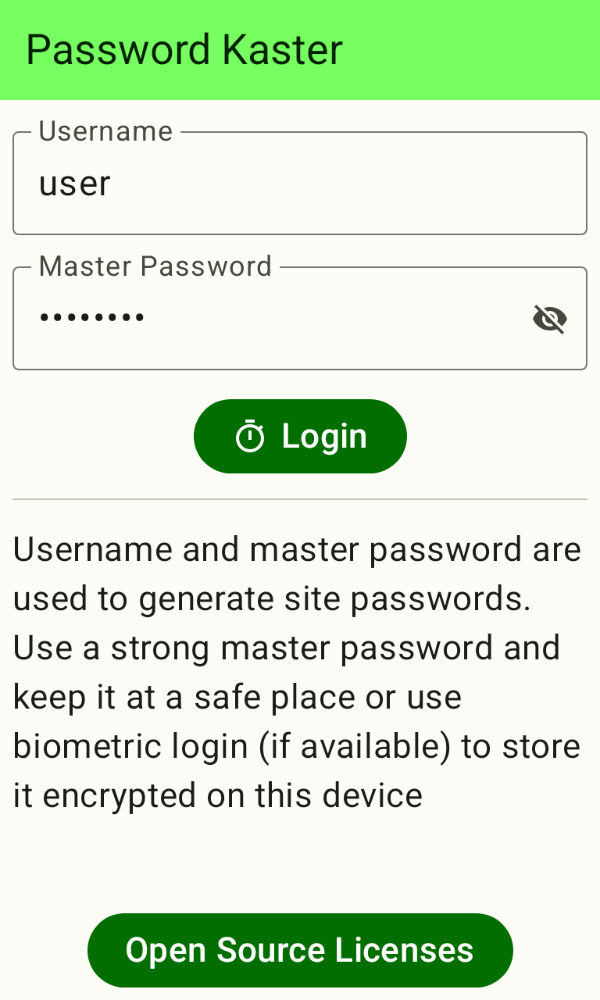 Password Kaster
Username
user
Master Password
••••••••
Login
Username and master password are
used to generate site passwords.
Use a strong master password and
keep it at a safe place or use
biometric login (if available) to store
it encrypted on this device
Open Source Licenses